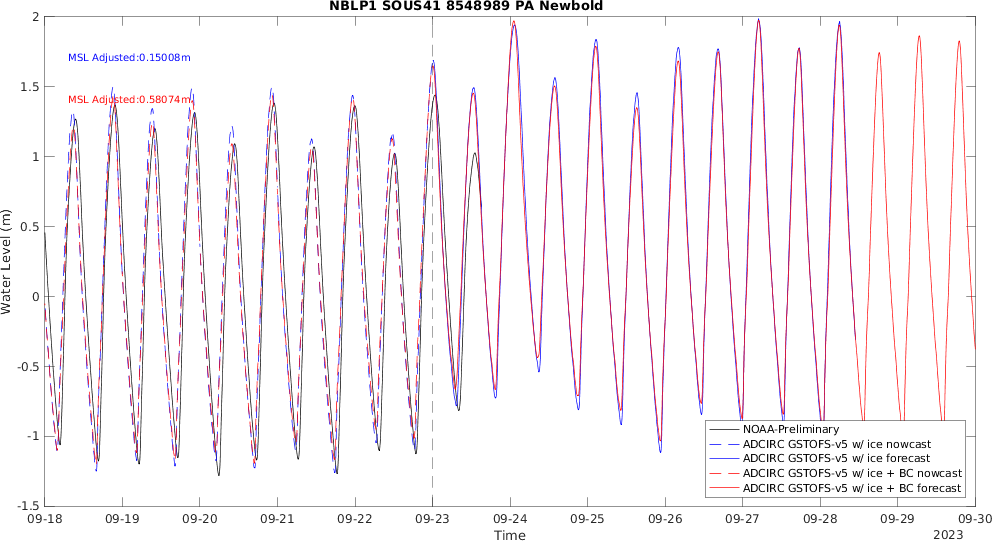 NBLP1 SOUS41 8548989 PA Newbold
2
MSL Adjusted:0.15008m
1.5
MSL Adjusted:0.58074m
1
0.5
0
-0.5
-1
-1.5
Water Level (m)
NOAA-Preliminary
ADCIRC GSTOFS-v5 w/ ice nowcast
ADCIRC GSTOFS-v5 w/ ice forecast
ADCIRC GSTOFS-v5 w/ ice + BC nowcast
ADCIRC GSTOFS-v5 w/ ice + BC forecast
09-18 09-19 09-20 09-21 09-22 09-23 09-24 09-25 09-26 09-27 09-28 09-29 09-30
Time
2023